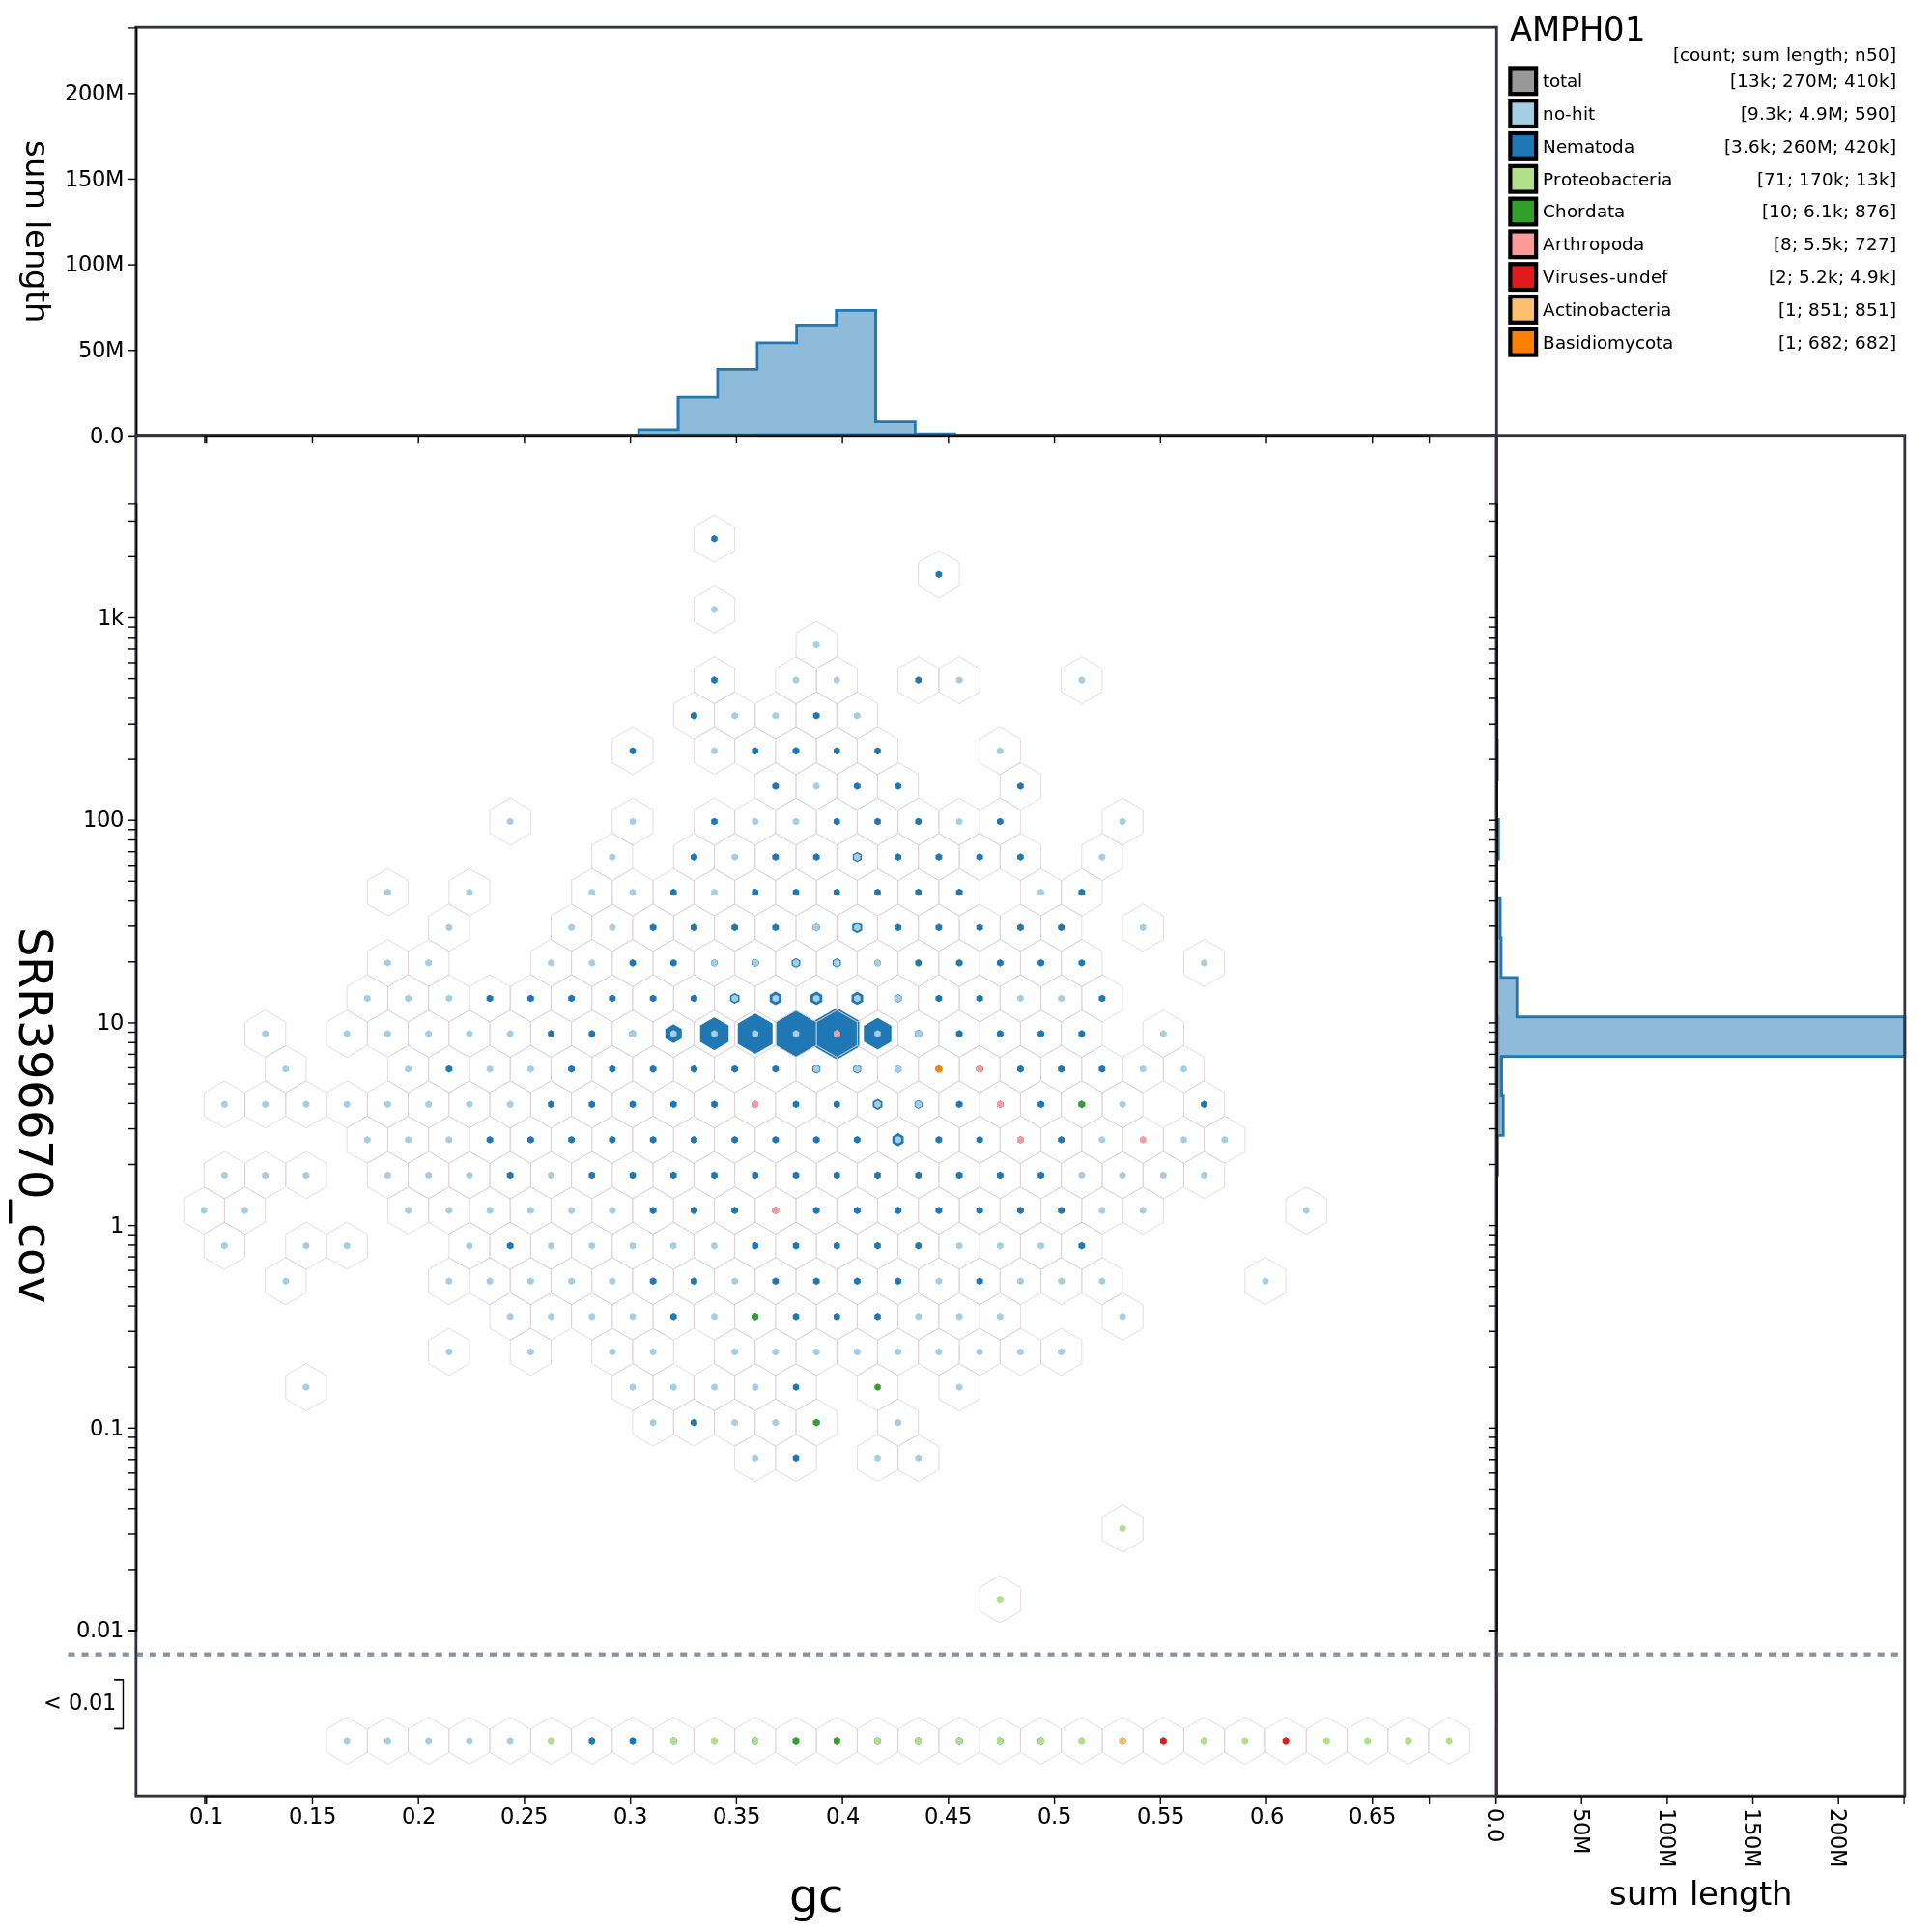 AMPH01
[count; sum length; n50]
total [13k; 270M; 410k]
no-hit [9.3k; 4.9M; 590]
Nematoda [3.6k; 260M; 420k]
Proteobacteria [71; 170k; 13k]
Chordata [10; 6.1k; 876]
Arthropoda [8; 5.5k; 727]
Viruses-undef [2; 5.2k; 4.9k]
Actinobacteria [1; 851; 851]
Basidiomycota [1; 682; 682]
sum length
200M
150M
100M
50M
0.0
SRR396670_cov
1k
100
10
1
0.1
0.01
< 0.01
0.1 0.15 0.2 0.25 0.3 0.35 0.4 0.45 0.5 0.55 0.6 0.65
gc
0.0 50M 100M 150M 200M
sum length